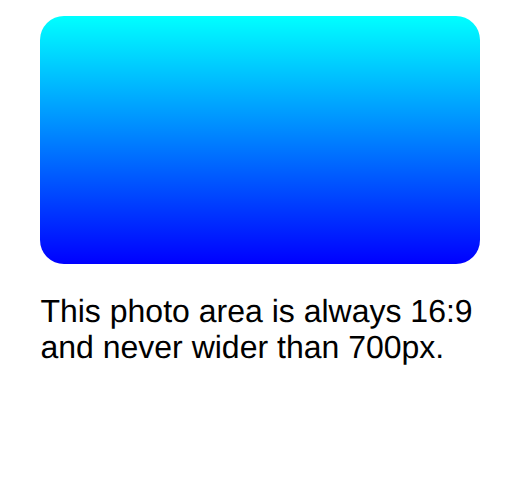 This photo area is always 16:9
and never wider than 700px.